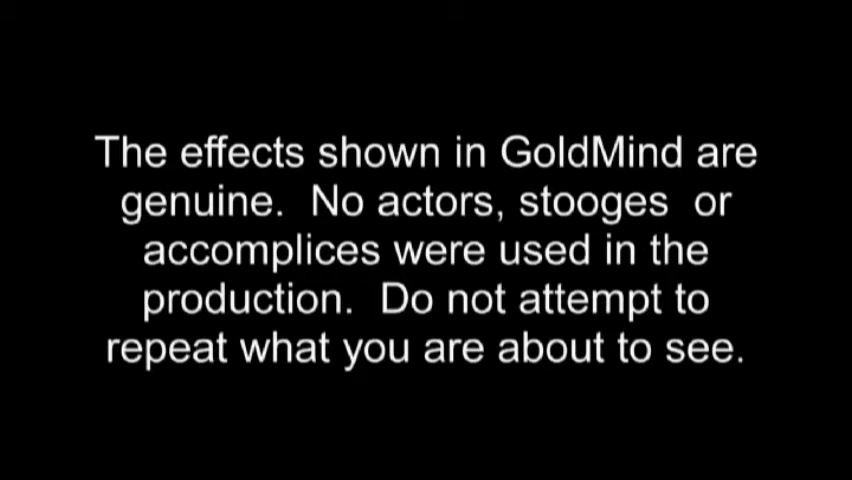 The effects shown in GoldMind are
genuine.  No actors, stooges  or
accomplices were used in the
production.  Do not attempt to
repeat what you are about to see.